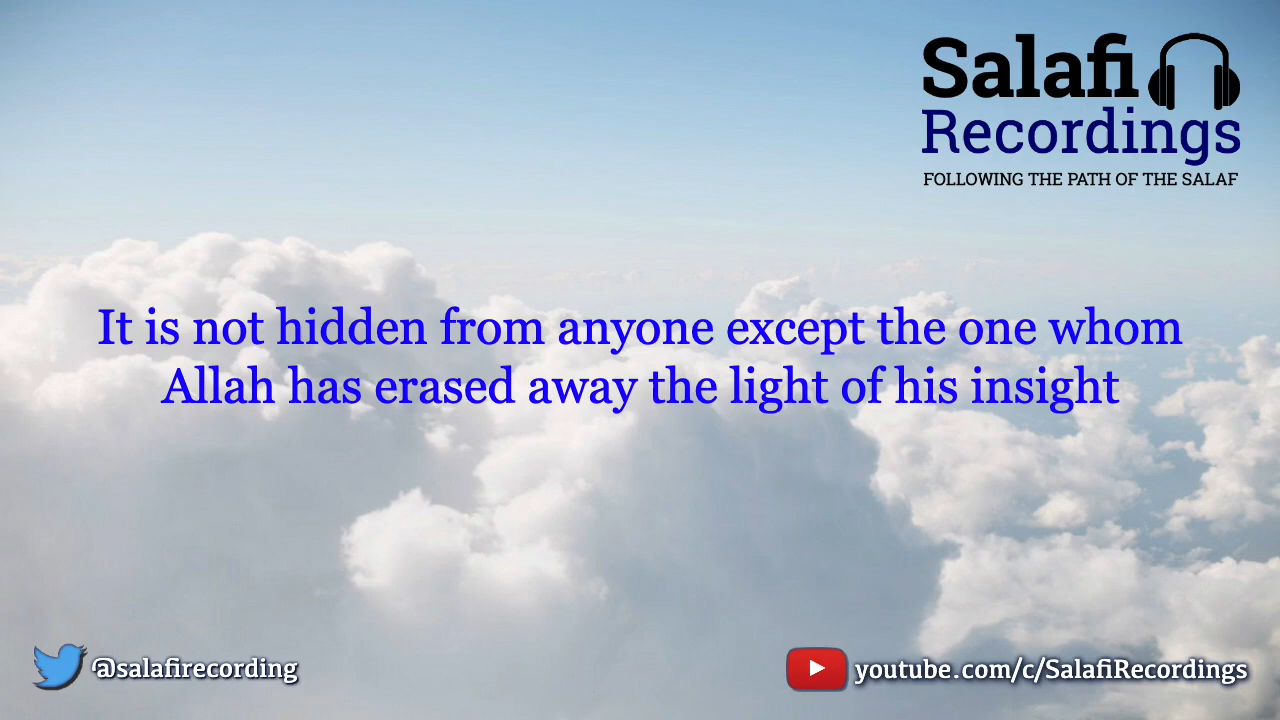 Salafi
Recordings
FOLLOWING THE PATH OF THE SALAF
It is not hidden from anyone except the one whom
Allah has erased away the light of his insight
@salafirecording
youtube.com/c/SalafiRecordings